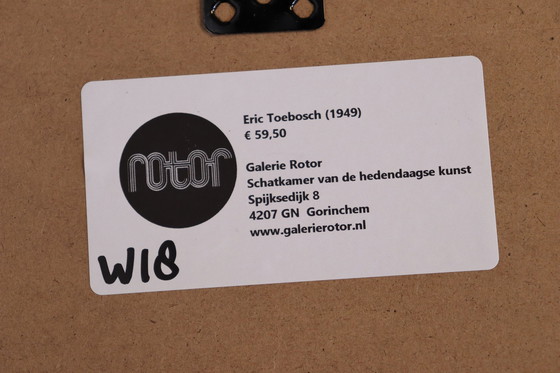 rotor
Eric Toebosch (1949)
€ 59,50
Galerie Rotor
Schatkamer van de hedendaagse kunst
Spijksedijk 8
4207 GN Gorinchem
www.galerierotor.nl
W18